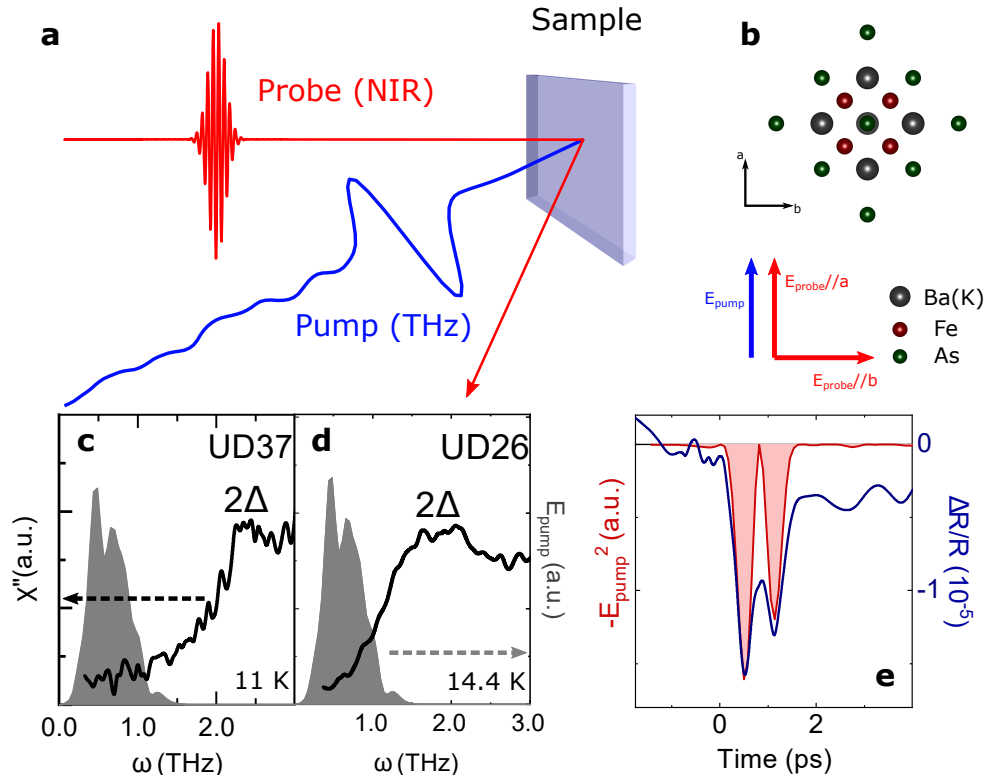 a
Sample
b
Probe (NIR)
Pump (THz)
a
b
E_pump
E_probe//a
E_probe//b
Ba(K)
Fe
As
c
UD37
2Δ
11 K
χ"(a.u.)
0.0
1.0
2.0
ω (THz)
d
UD26
2Δ
14.4 K
E_pump (a.u.)
1.0
2.0
3.0
ω (THz)
-E_pump² (a.u.)
0
-1
ΔR/R (10⁻⁵)
e
0
2
Time (ps)